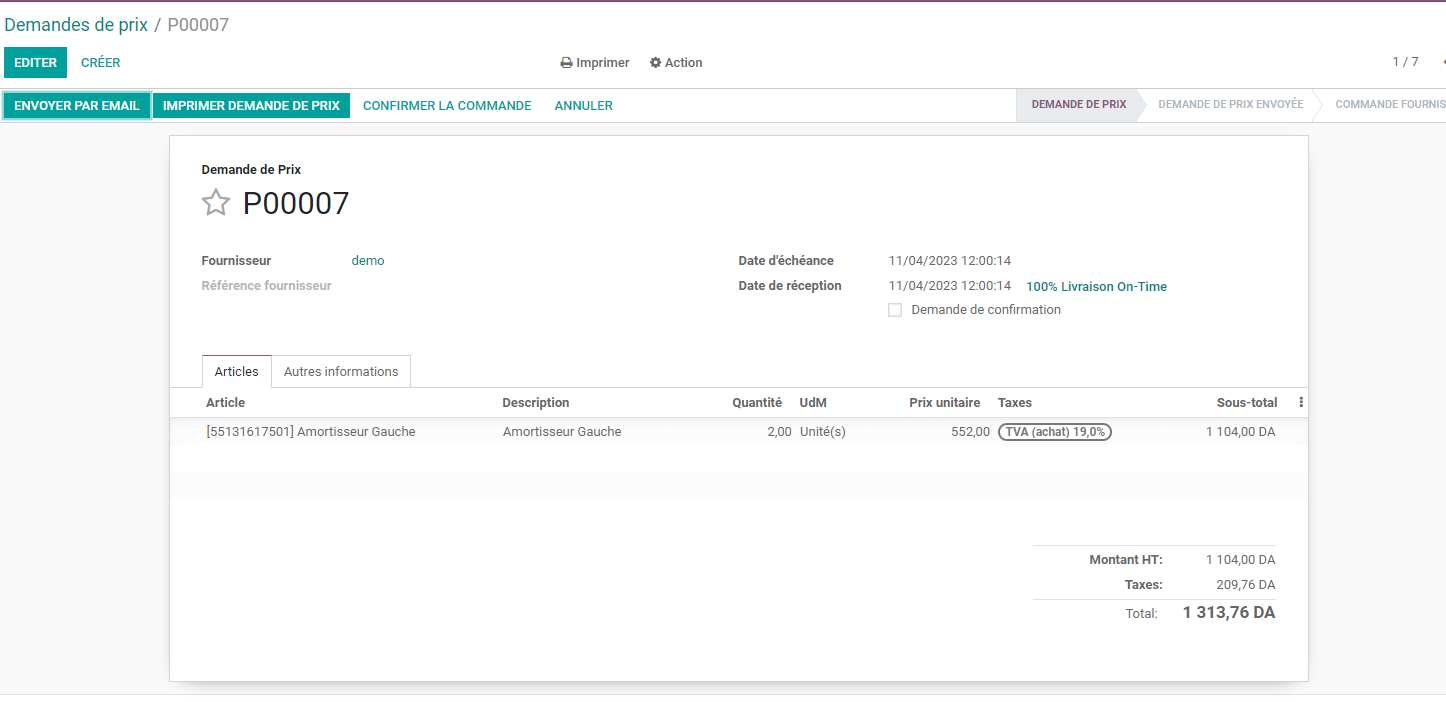 Demandes de prix / P00007
EDITER CRÉER Imprimer Action 1 / 7
ENVOYER PAR EMAIL IMPRIMER DEMANDE DE PRIX CONFIRMER LA COMMANDE ANNULER DEMANDE DE PRIX DEMANDE DE PRIX ENVOYÉE COMMANDE FOURNIS
Demande de Prix
P00007
Fournisseur demo Date d'échéance 11/04/2023 12:00:14
Référence fournisseur Date de réception 11/04/2023 12:00:14 100% Livraison On-Time
Demande de confirmation
Articles Autres informations
Article Description Quantité UdM Prix unitaire Taxes Sous-total
[55131617501] Amortisseur Gauche Amortisseur Gauche 2,00 Unité(s) 552,00 TVA (achat) 19,0% 1 104,00 DA
Montant HT: 1 104,00 DA
Taxes: 209,76 DA
Total: 1 313,76 DA